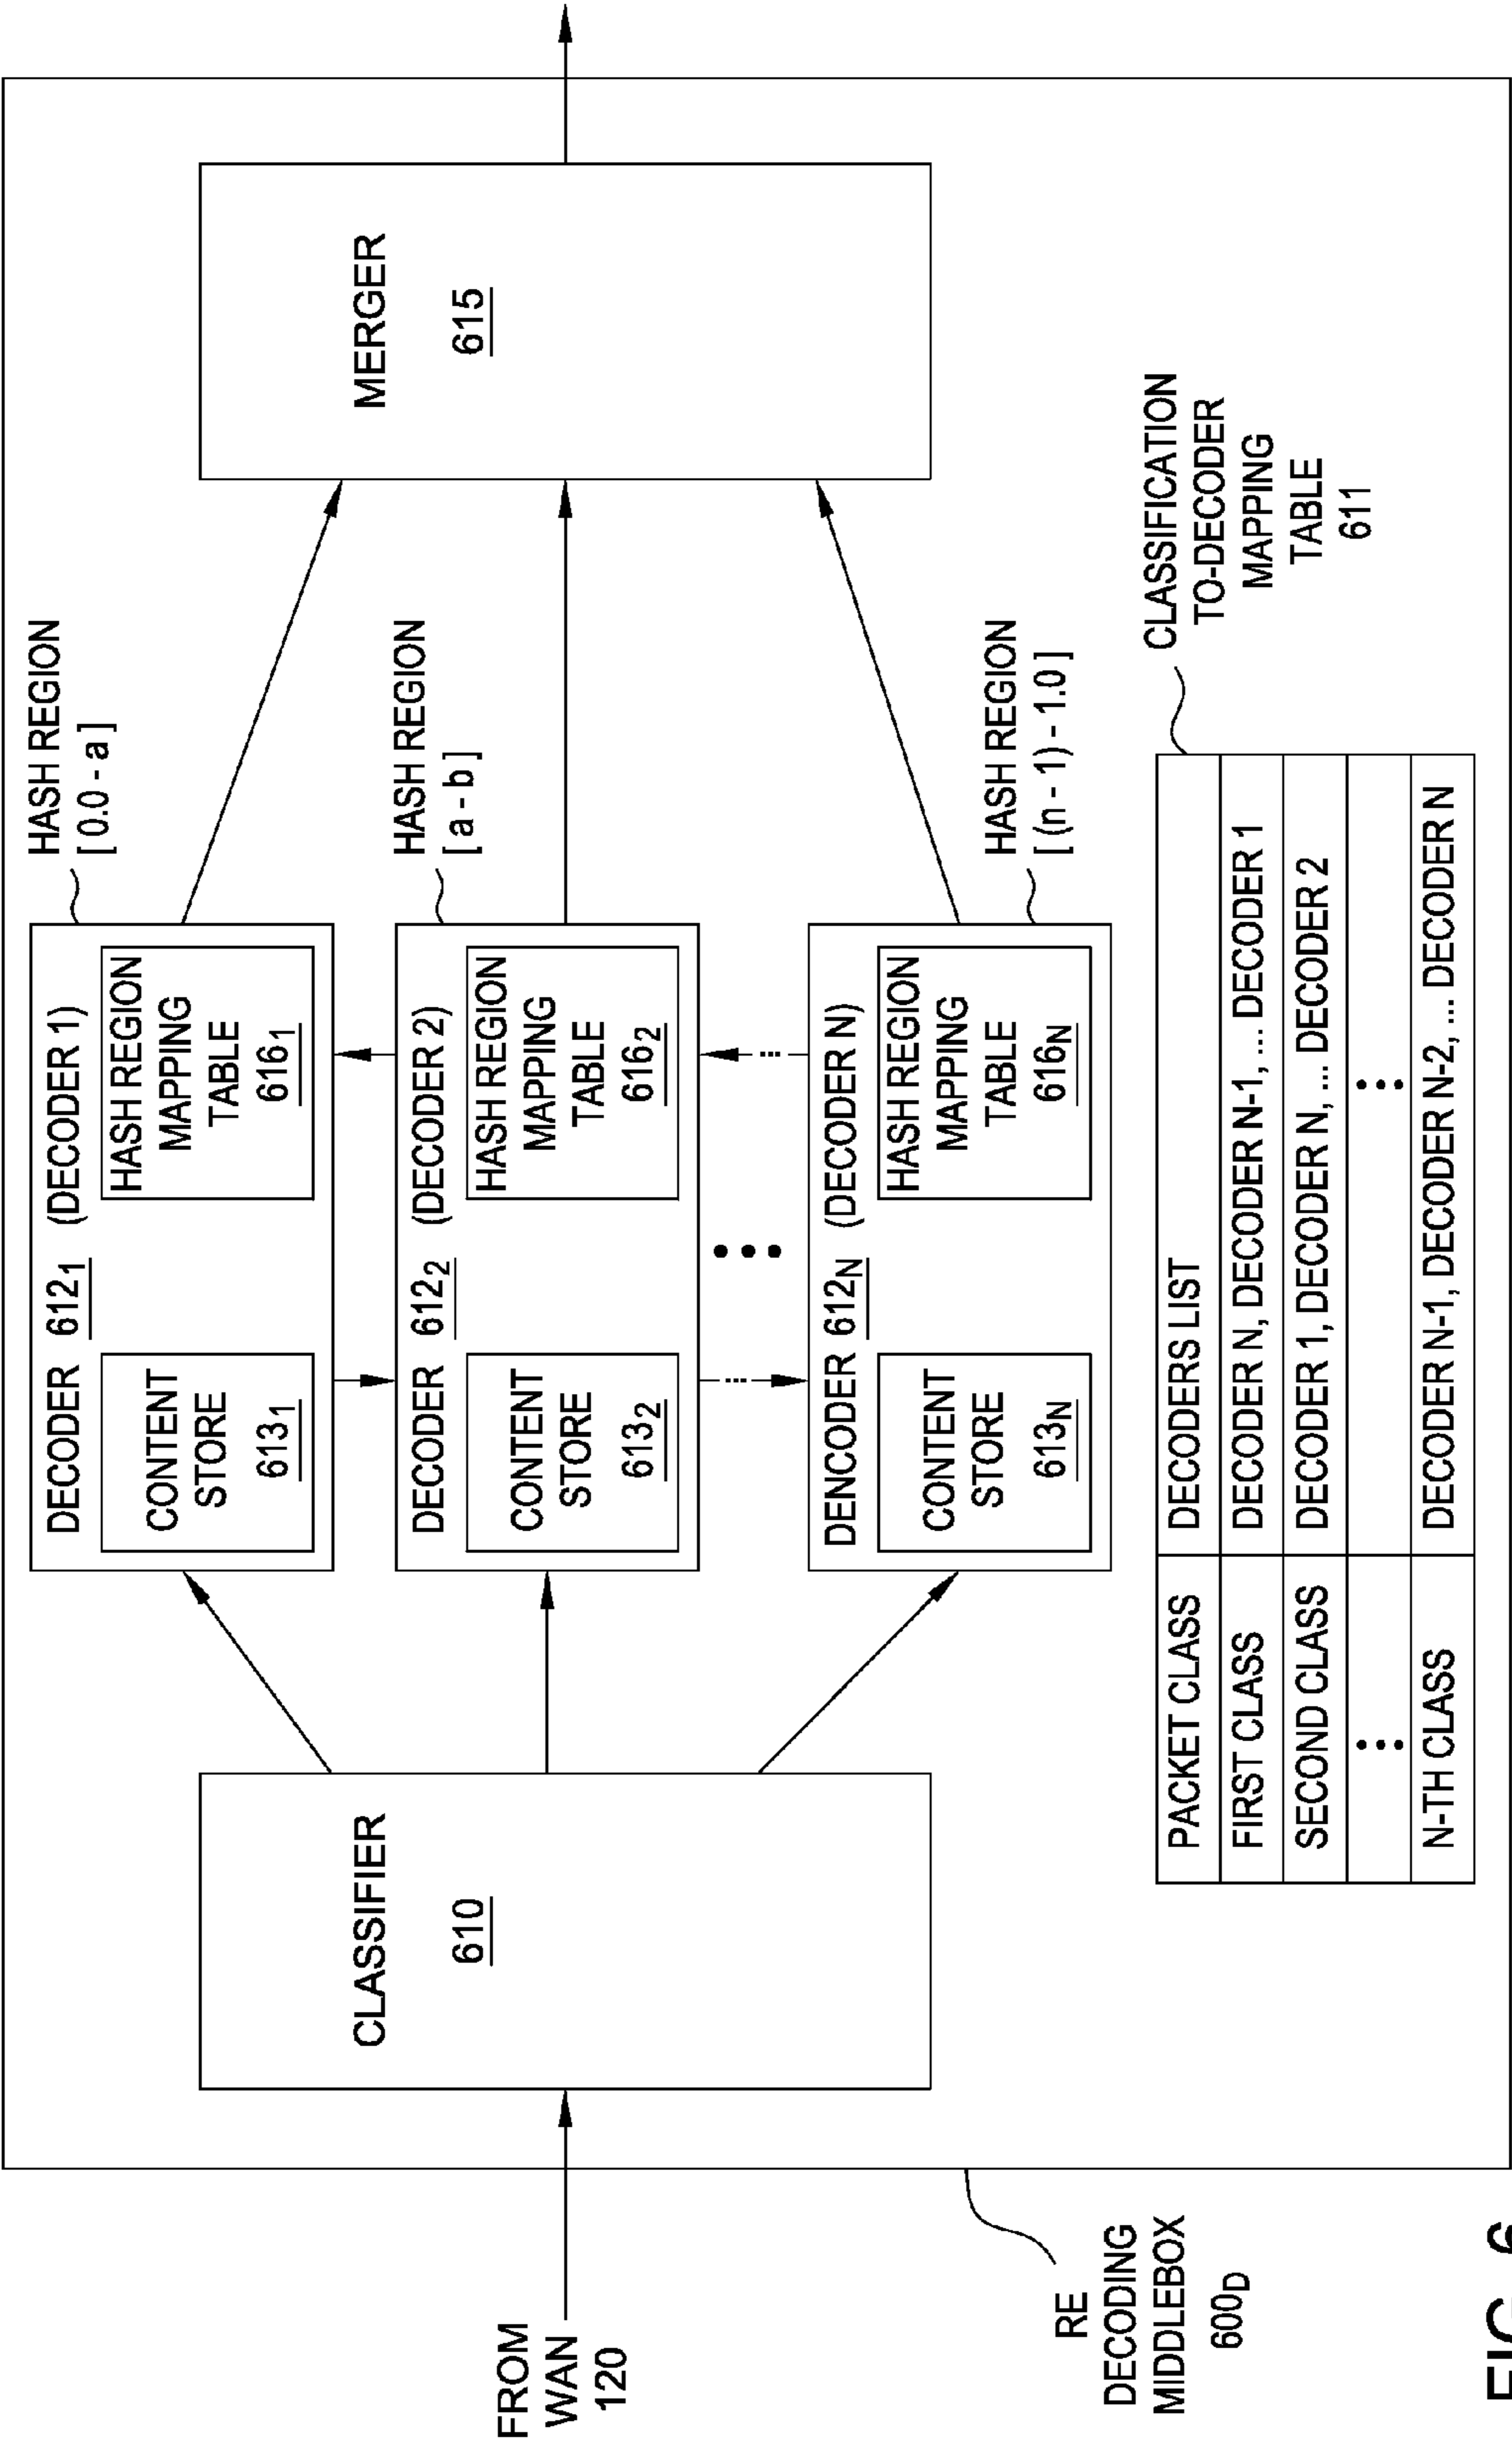 FROM
WAN
120
RE
DECODING
MIDDLEBOX
600D
CLASSIFIER
610
DECODER 6121 (DECODER 1)
CONTENT
STORE
6131
HASH REGION
MAPPING
TABLE
6161
HASH REGION
[ 0.0 - a ]
DECODER 6122 (DECODER 2)
CONTENT
STORE
6132
HASH REGION
MAPPING
TABLE
6162
HASH REGION
[ a - b ]
DENCODER 612N (DECODER N)
CONTENT
STORE
613N
HASH REGION
MAPPING
TABLE
616N
HASH REGION
[ (n - 1) - 1.0 ]
MERGER
615
PACKET CLASS DECODERS LIST
FIRST CLASS DECODER N, DECODER N-1, ... DECODER 1
SECOND CLASS DECODER 1, DECODER N, ... DECODER 2
N-TH CLASS DECODER N-1, DECODER N-2, ... DECODER N
CLASSIFICATION
TO-DECODER
MAPPING
TABLE
611
FIG. 6